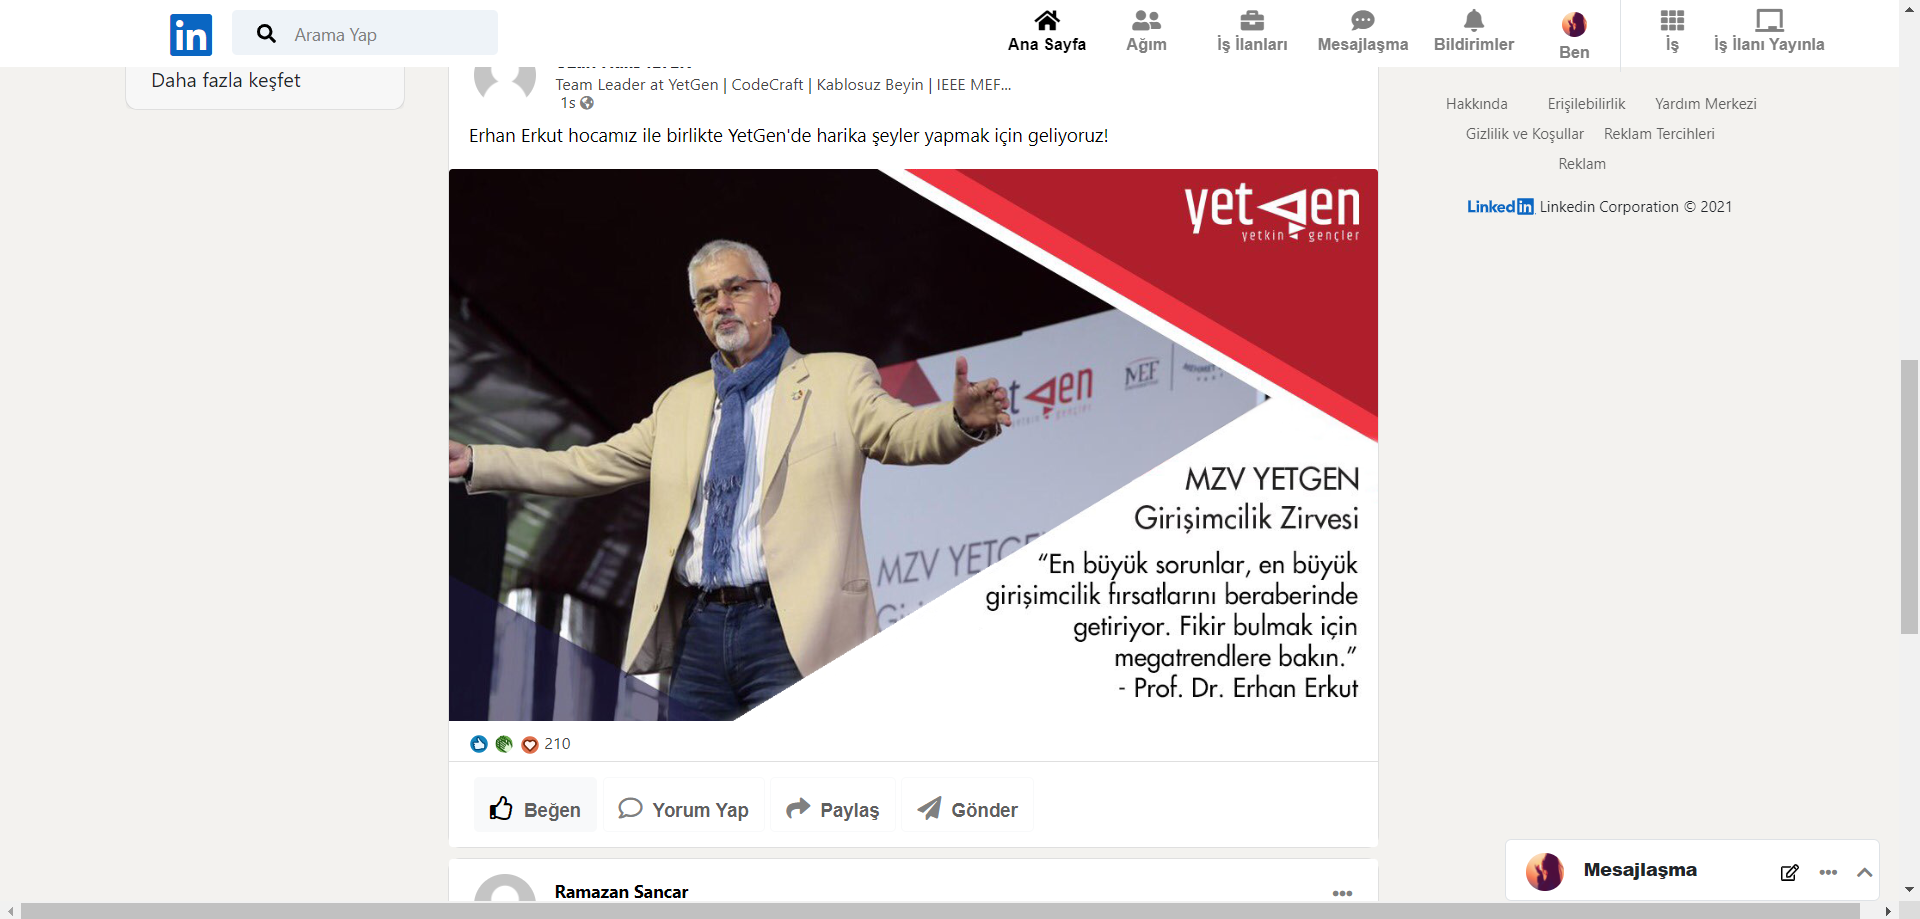 in
Arama Yap
Ana Sayfa
Ağım
İş İlanları
Mesajlaşma
Bildirimler
Ben
İş
İş İlanı Yayınla
Daha fazla keşfet
Team Leader at YetGen | CodeCraft | Kablosuz Beyin | IEEE MEF...
1s
Erhan Erkut hocamız ile birlikte YetGen'de harika şeyler yapmak için geliyoruz!
yetgen
yetkin gençler
MEF
MZV YETGEN
Girişimcilik Zirvesi
“En büyük sorunlar, en büyük
girişimcilik fırsatlarını beraberinde
getiriyor. Fikir bulmak için
megatrendlere bakın.”
- Prof. Dr. Erhan Erkut
210
Beğen
Yorum Yap
Paylaş
Gönder
Ramazan Sancar
Hakkında
Erişilebilirlik
Yardım Merkezi
Gizlilik ve Koşullar
Reklam Tercihleri
Reklam
Linkedin Linkedin Corporation © 2021
Mesajlaşma